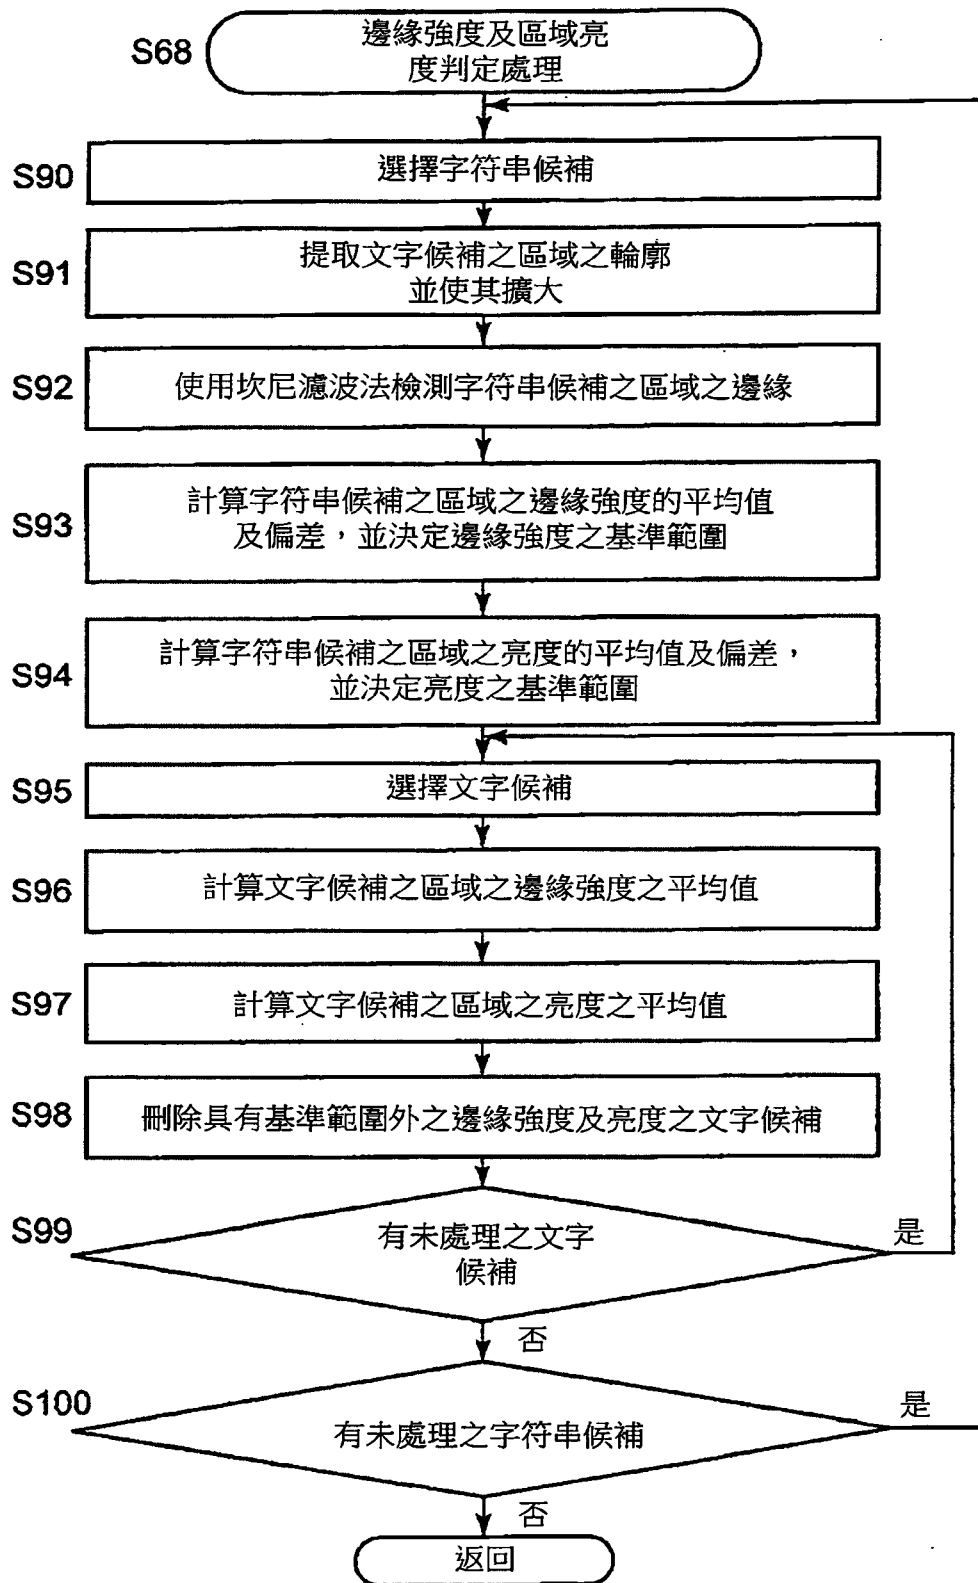 S68
邊緣強度及區域亮
度判定處理
S90
選擇字符串候補
S91
提取文字候補之區域之輪廓
並使其擴大
S92
使用坎尼濾波法檢測字符串候補之區域之邊緣
S93
計算字符串候補之區域之邊緣強度的平均值
及偏差，並決定邊緣強度之基準範圍
S94
計算字符串候補之區域之亮度的平均值及偏差，
並決定亮度之基準範圍
S95
選擇文字候補
S96
計算文字候補之區域之邊緣強度之平均值
S97
計算文字候補之區域之亮度之平均值
S98
刪除具有基準範圍外之邊緣強度及亮度之文字候補
S99
有未處理之文字
候補
是
否
S100
有未處理之字符串候補
是
否
返回